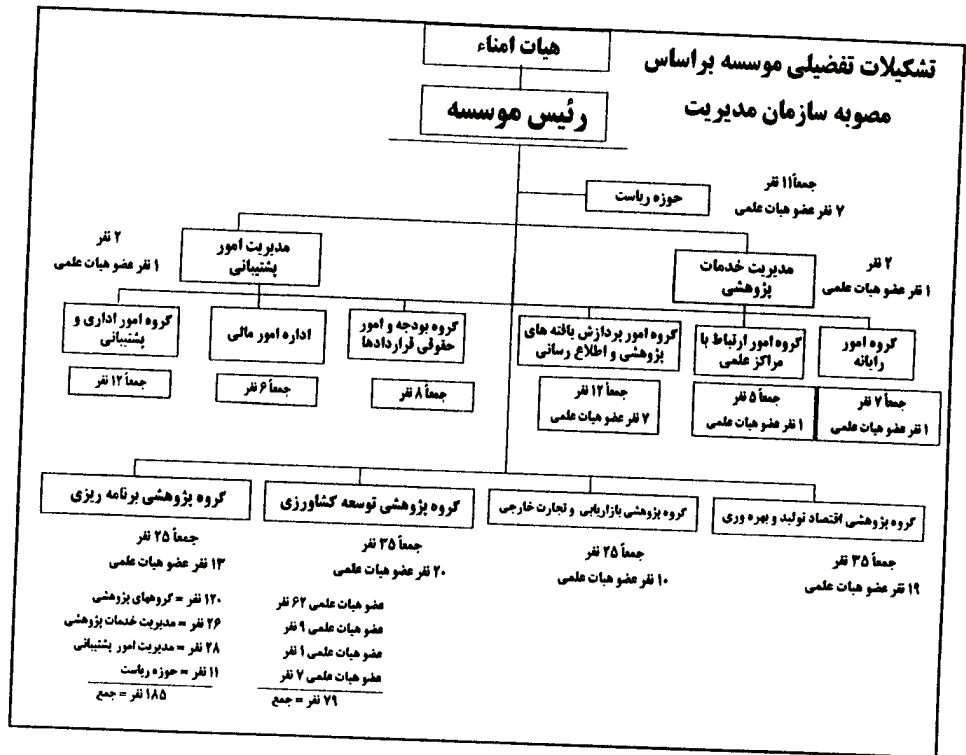 تشکیلات تفضیلی موسسه براساس
مصوبه سازمان مدیریت
هیات امناء
رئیس موسسه
حوزه ریاست
جمعاً ۱۱ نفر
۷ نفر عضو هیات علمی
مدیریت خدمات
پژوهشی
۲ نفر
۱ نفر عضو هیات علمی
مدیریت امور
پشتیبانی
۲ نفر
۱ نفر عضو هیات علمی
گروه امور
رایانه
جمعاً ۷ نفر
۱ نفر عضو هیات علمی
گروه امور ارتباط با
مراکز علمی
جمعاً ۵ نفر
۱ نفر عضو هیات علمی
گروه امور پردازش یافته های
پژوهشی و اطلاع رسانی
جمعاً ۱۲ نفر
۷ نفر عضو هیات علمی
گروه بودجه و امور
حقوقی قراردادها
جمعاً ۸ نفر
اداره امور مالی
جمعاً ۶ نفر
گروه امور اداری و
پشتیبانی
جمعاً ۱۲ نفر
گروه پژوهشی اقتصاد تولید و بهره وری
جمعاً ۳۵ نفر
۱۹ نفر عضو هیات علمی
گروه پژوهشی بازاریابی و تجارت خارجی
جمعاً ۲۵ نفر
۱۰ نفر عضو هیات علمی
گروه پژوهشی توسعه کشاورزی
جمعاً ۳۵ نفر
۲۰ نفر عضو هیات علمی
گروه پژوهشی برنامه ریزی
جمعاً ۲۵ نفر
۱۳ نفر عضو هیات علمی
عضو هیات علمی ۶۲ نفر
عضو هیات علمی ۹ نفر
عضو هیات علمی ۱ نفر
عضو هیات علمی ۷ نفر
۷۹ نفر = جمع
۱۲۰ نفر = گروههای پژوهشی
۲۶ نفر = مدیریت خدمات پژوهشی
۲۸ نفر = مدیریت امور پشتیبانی
۱۱ نفر = حوزه ریاست
۱۸۵ نفر = جمع